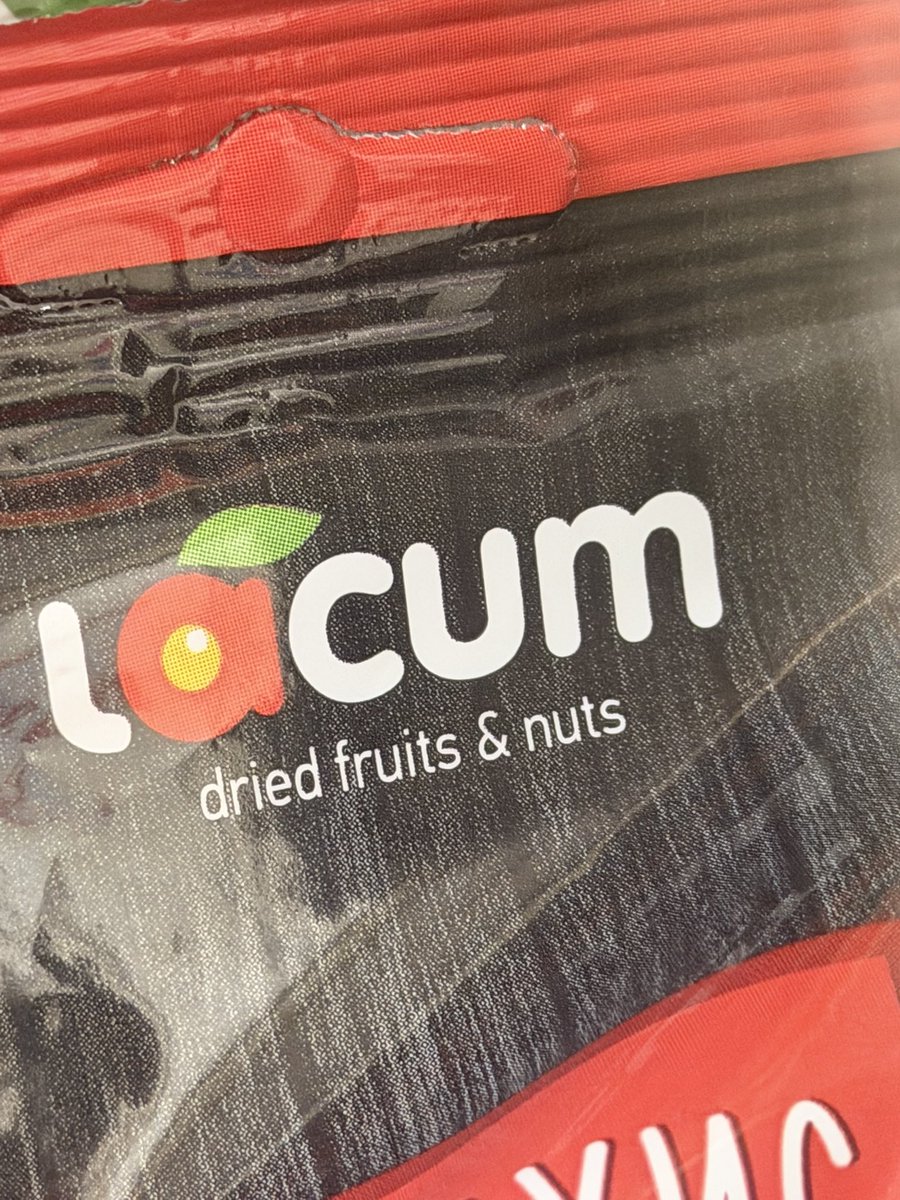 lacum
dried fruits & nuts